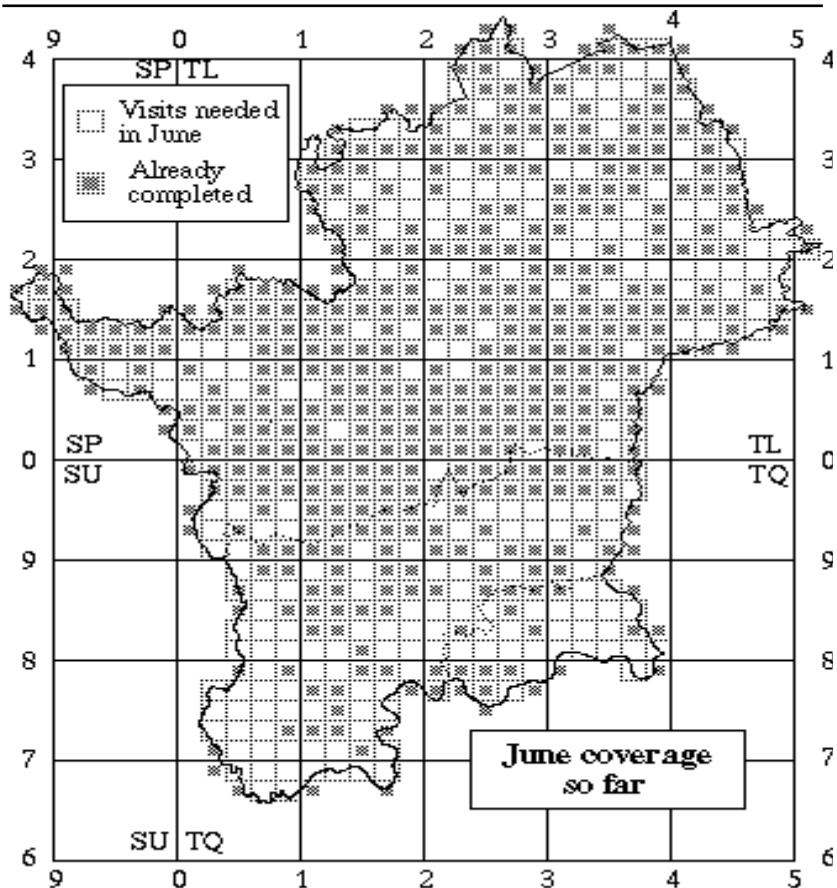 4
9 0 1 2 3 5
4 SP TL 4
Visits needed
in June
Already
completed
3 3
2 2
1 1
SP TL
0 0
SU TQ
9 9
8 8
7 7
June coverage
so far
SU TQ
6 6
9 0 1 2 3 4 5